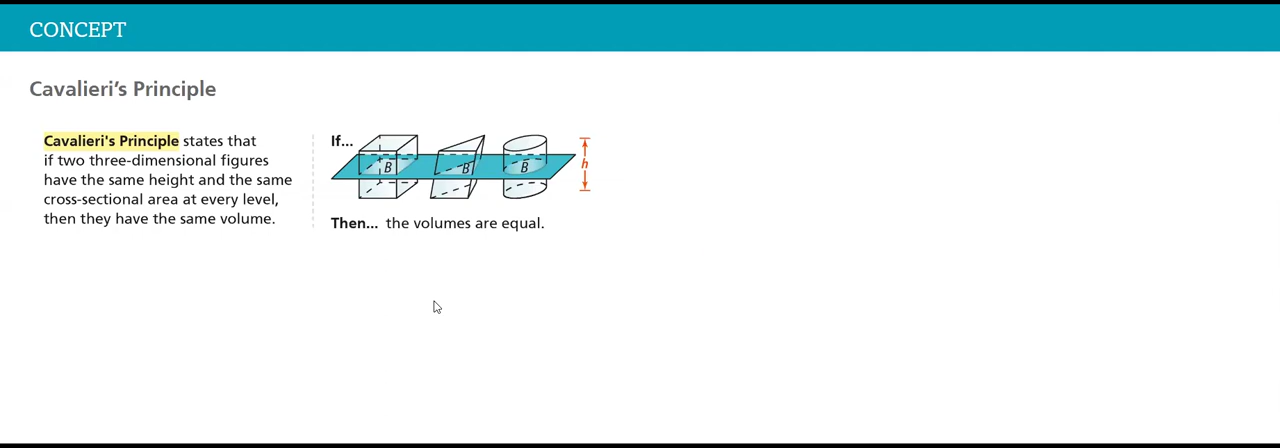 CONCEPT
Cavalieri's Principle
Cavalieri's Principle states that
if two three-dimensional figures
have the same height and the same
cross-sectional area at every level,
then they have the same volume.
If...
B B B
h
Then... the volumes are equal.